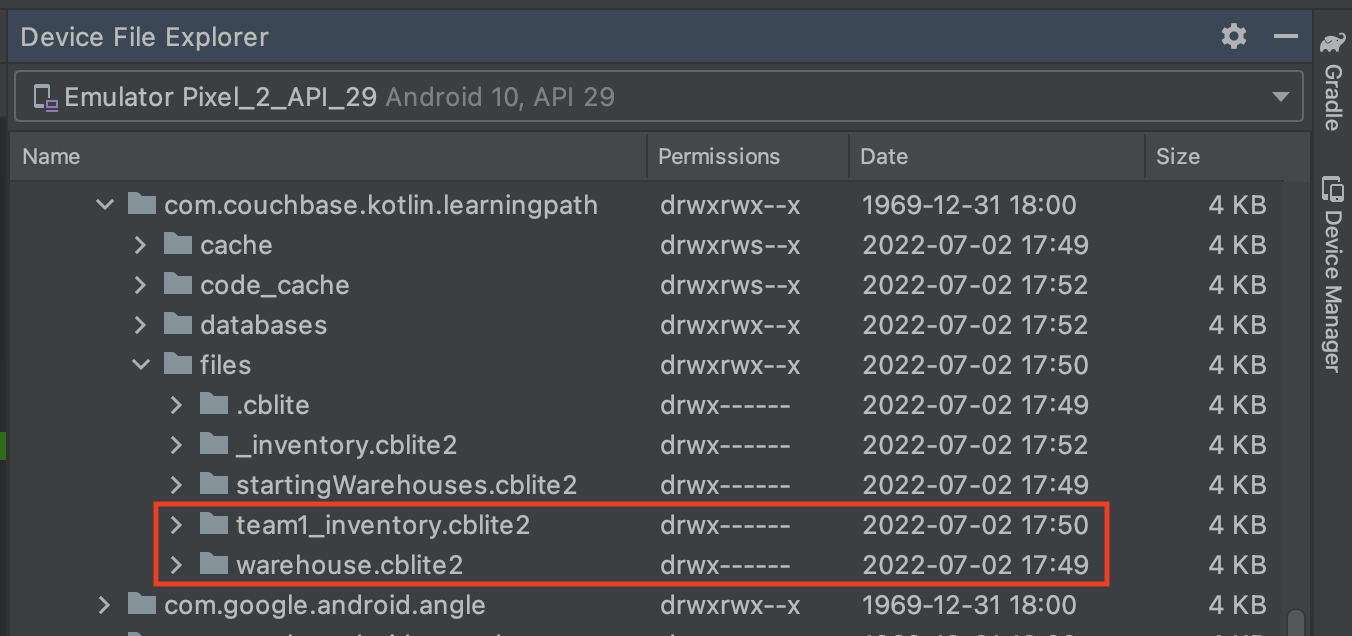 Device File Explorer
Emulator Pixel_2_API_29 Android 10, API 29
Name Permissions Date Size
com.couchbase.kotlin.learningpath drwxrwx--x 1969-12-31 18:00 4 KB
cache drwxrws--x 2022-07-02 17:49 4 KB
code_cache drwxrws--x 2022-07-02 17:52 4 KB
databases drwxrwx--x 2022-07-02 17:52 4 KB
files drwxrwx--x 2022-07-02 17:50 4 KB
.cblite drwx------ 2022-07-02 17:49 4 KB
_inventory.cblite2 drwx------ 2022-07-02 17:52 4 KB
startingWarehouses.cblite2 drwx------ 2022-07-02 17:49 4 KB
team1_inventory.cblite2 drwx------ 2022-07-02 17:50 4 KB
warehouse.cblite2 drwx------ 2022-07-02 17:49 4 KB
com.google.android.angle drwxrwx--x 1969-12-31 18:00 4 KB
Gradle
Device Manager